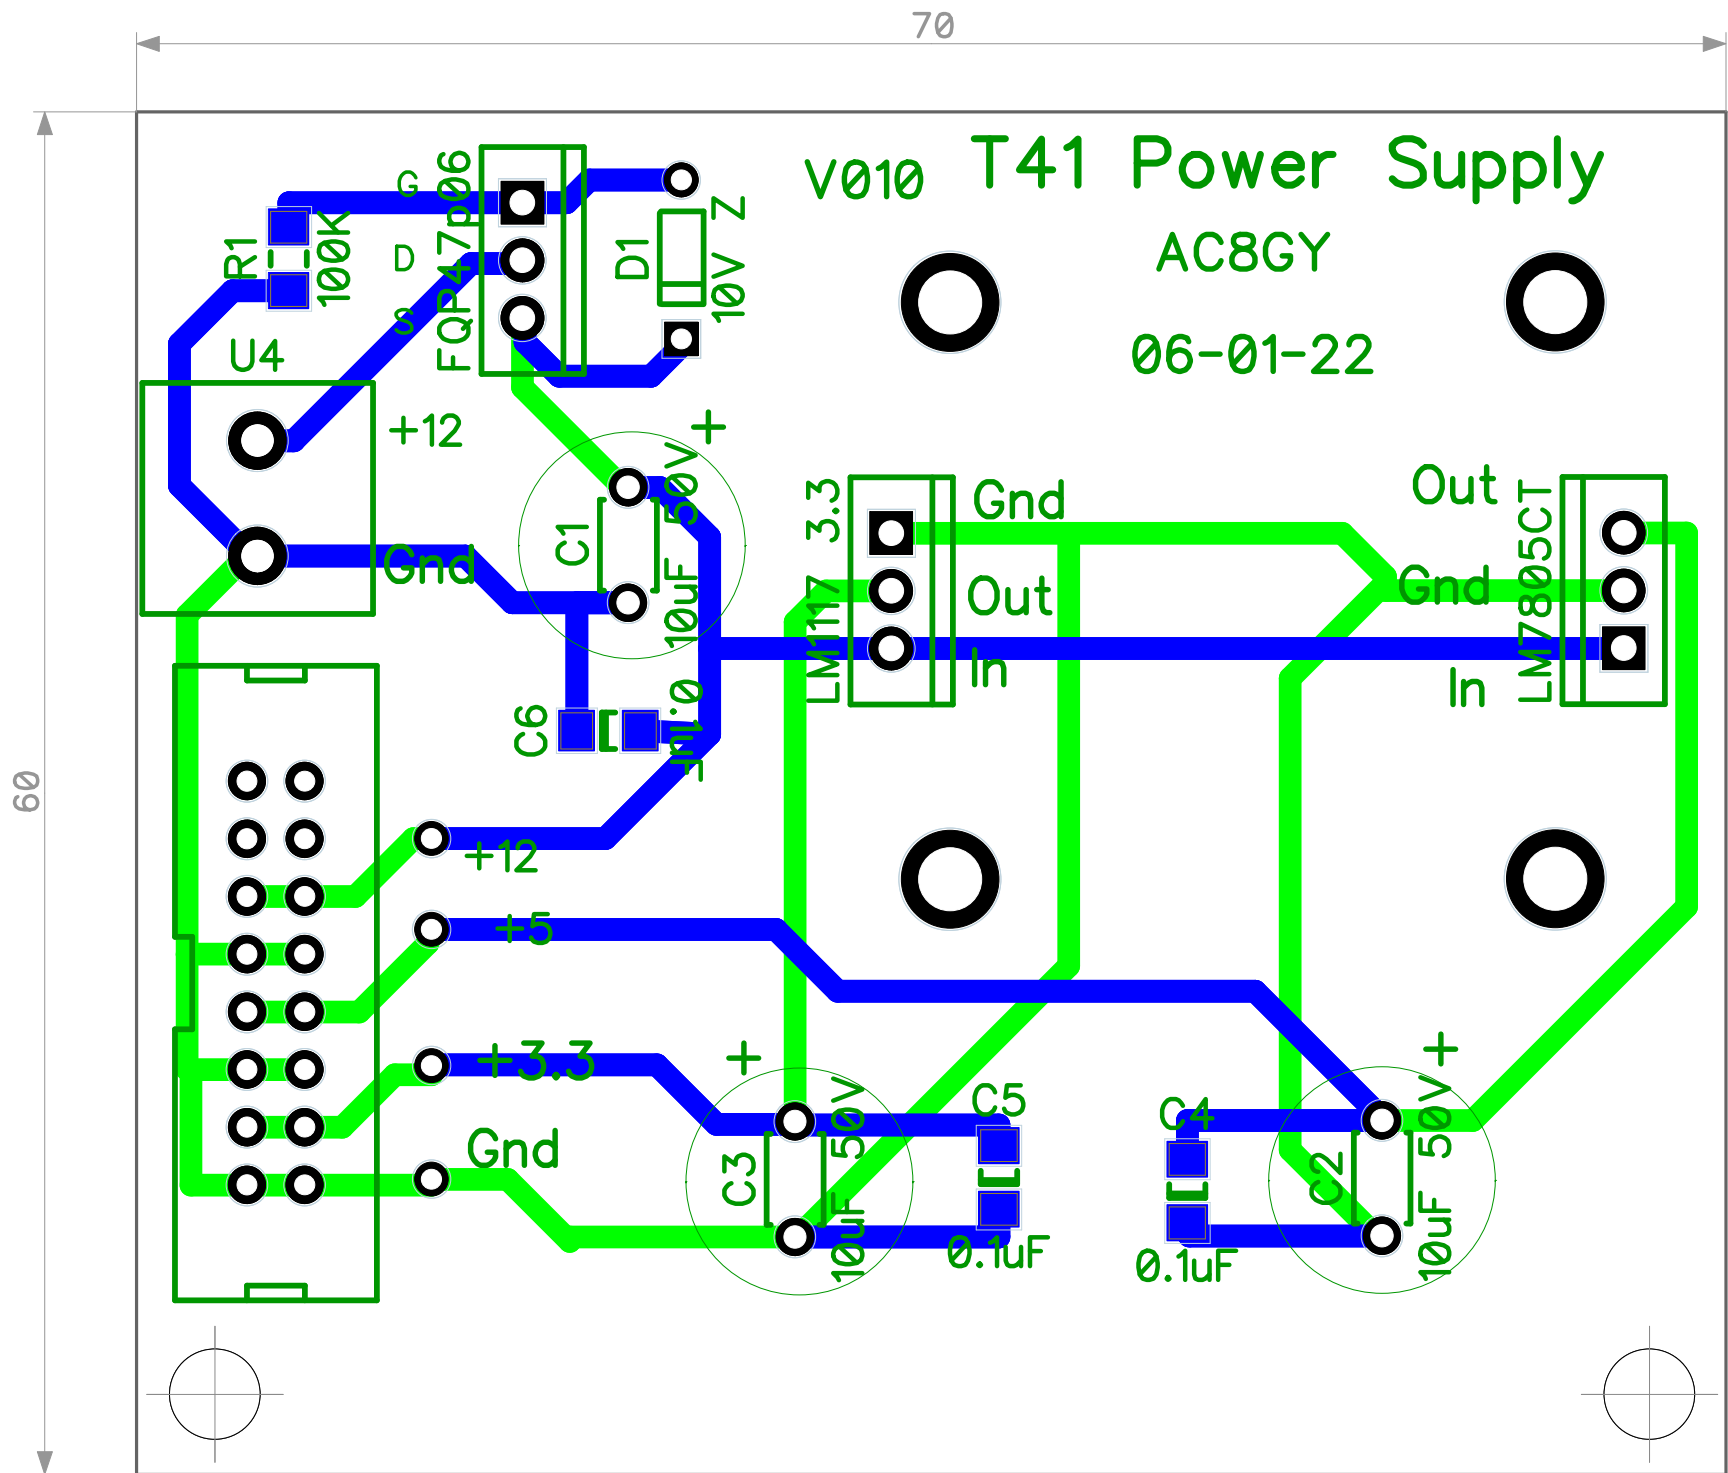 70
60
T41 Power Supply
V010
AC8GY
06-01-22
G
D
S
FQP47p06
R1
100K
D1
10V Z
U4
+12
Gnd
+
C1
50V
10uF
C6
0.1uF
3.3
LM1117
Gnd
Out
In
Out
Gnd
In
LM7805CT
+12
+5
+3.3
Gnd
+
C3
50V
10uF
C5
0.1uF
C4
0.1uF
+
C2
50V
10uF